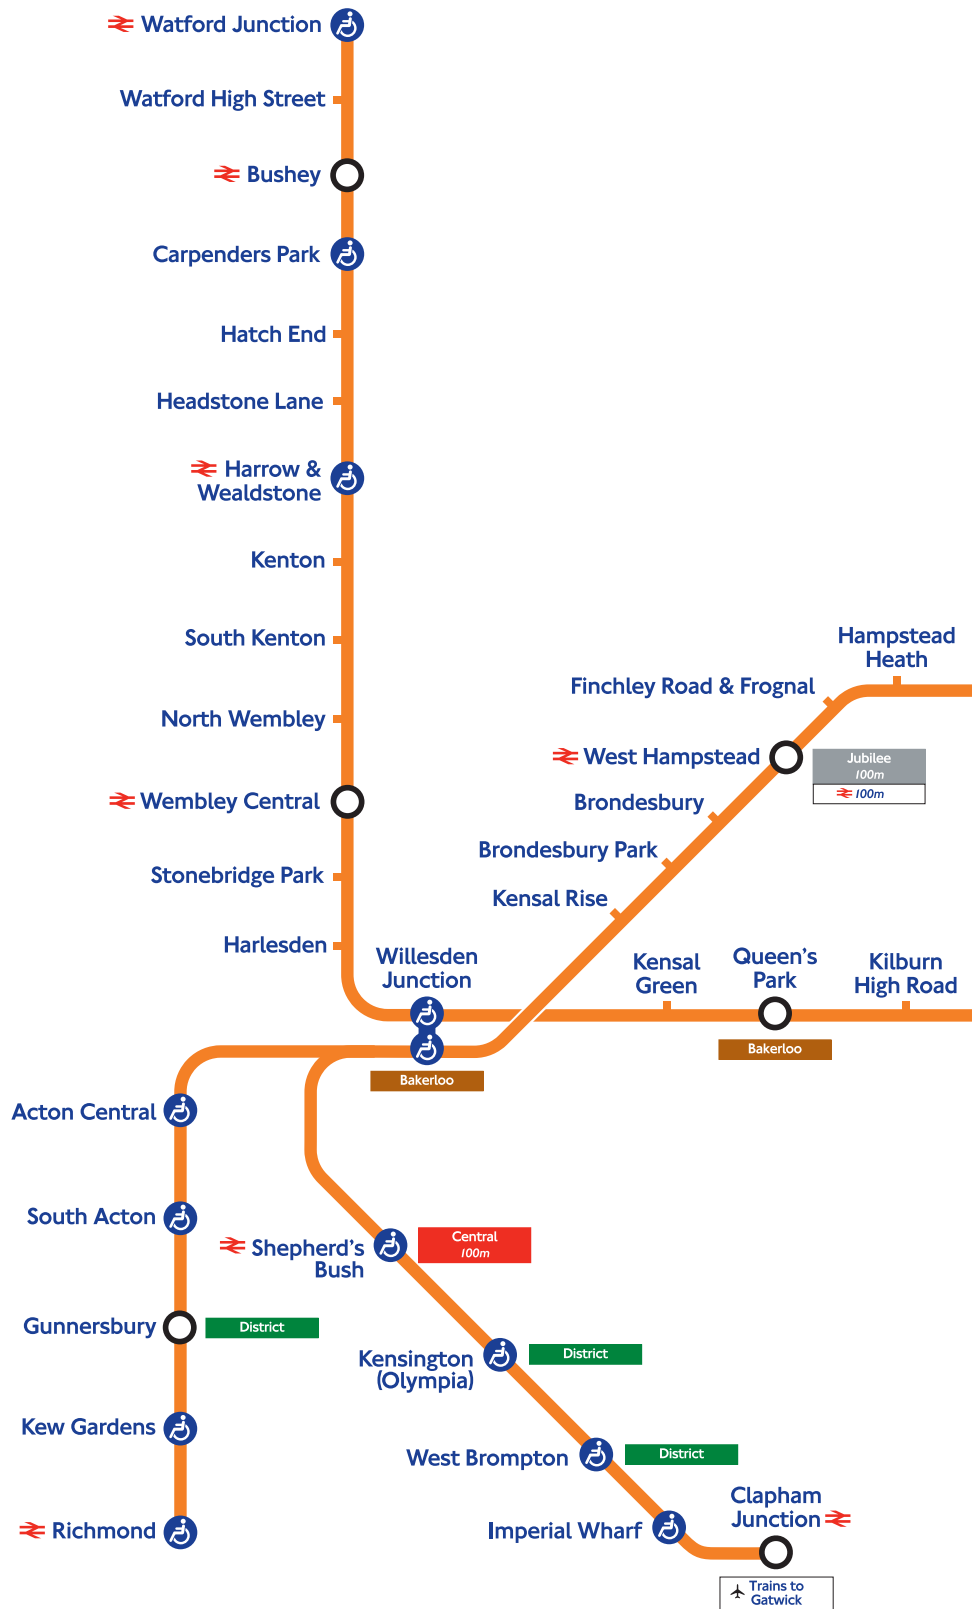 Watford Junction
Watford High Street
Bushey
Carpenders Park
Hatch End
Headstone Lane
Harrow &
Wealdstone
Kenton
South Kenton
North Wembley
Wembley Central
Stonebridge Park
Harlesden
Hampstead
Heath
Finchley Road & Frognal
West Hampstead
Jubilee
100m
100m
Brondesbury
Brondesbury Park
Kensal Rise
Willesden
Junction
Bakerloo
Kensal
Green
Queen's
Park
Bakerloo
Kilburn
High Road
Acton Central
South Acton
Gunnersbury
District
Kew Gardens
Richmond
Shepherd's
Bush
Central
100m
Kensington
(Olympia)
District
West Brompton
District
Imperial Wharf
Clapham
Junction
Trains to
Gatwick